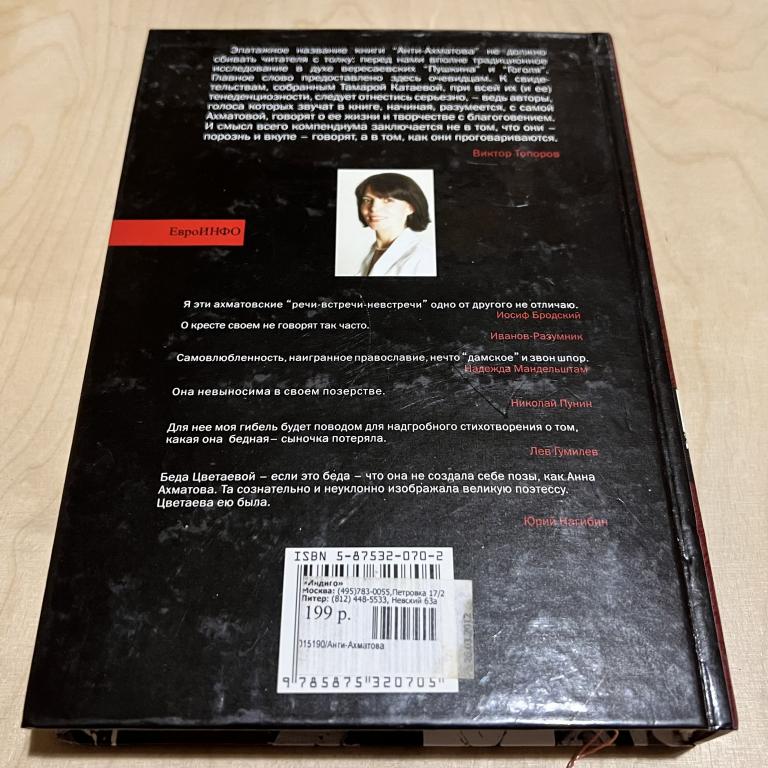 Эпатажное название книги "Анти-Ахматова" не должно
сбивать читателя с толку: перед нами вполне традиционное
исследование в духе вересаевских "Пушкина" и "Гоголя".
Главное слово предоставлено здесь очевидцам. К свиде-
тельствам, собранным Тамарой Катаевой, при всей их (и ее)
тенеденциозности, следует отнестись серьезно, – ведь авторы,
голоса которых звучат в книге, начиная, разумеется, с самой
Ахматовой, говорят о ее жизни и творчестве с благоговением.
И смысл всего компендиума заключается не в том, что они –
порознь и вкупе – говорят, а в том, как они проговариваются.
Виктор Топоров
ЕвроИНФО
Я эти ахматовские "речи-встречи-невстречи" одно от другого не отличаю.
Иосиф Бродский
О кресте своем не говорят так часто.
Иванов-Разумник
Самовлюбленность, наигранное православие, нечто "дамское" и звон шпор.
Надежда Мандельштам
Она невыносима в своем позерстве.
Николай Пунин
Для нее моя гибель будет поводом для надгробного стихотворения о том,
какая она бедная– сыночка потеряла.
Лев Гумилев
Беда Цветаевой – если это беда – что она не создала себе позы, как Анна
Ахматова. Та сознательно и неуклонно изображала великую поэтессу.
Цветаева ею была.
Юрий Нагибин
ISBN 5-87532-070-2
«Индиго»
Москва: (495)783-0055,Петровка 17/2
Питер: (812) 448-5533, Невский 63а
199 р.
015190/Анти-Ахматова
9 785875 320705